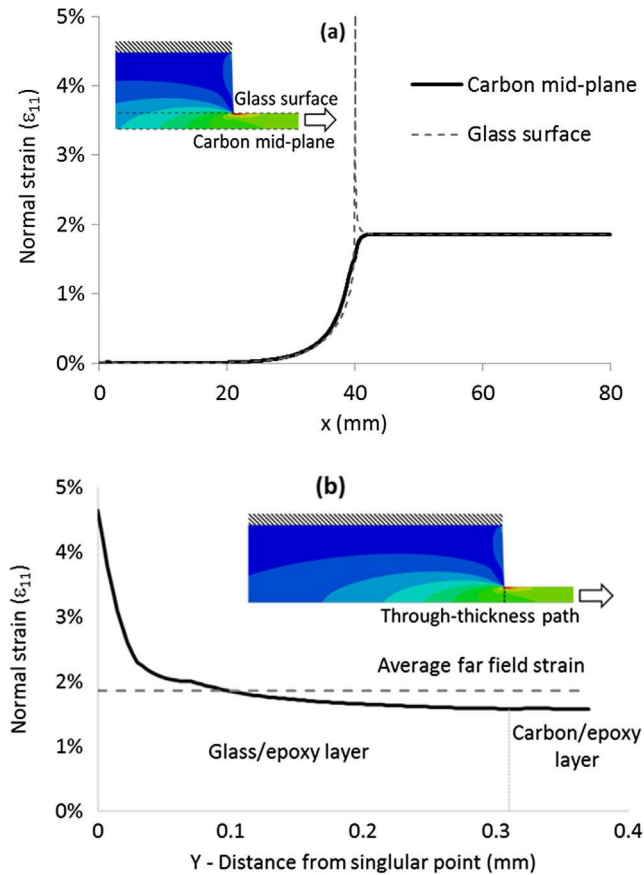 5%
(a)
4%
3%
2%
1%
0%
Normal strain (ε₁₁)
Glass surface
Carbon mid-plane
Carbon mid-plane
Glass surface
0 20 40 60 80
x (mm)
5%
(b)
4%
3%
2%
1%
0%
Normal strain (ε₁₁)
Through-thickness path
Average far field strain
Glass/epoxy layer
Carbon/epoxy
layer
0 0.1 0.2 0.3 0.4
Y - Distance from singlular point (mm)